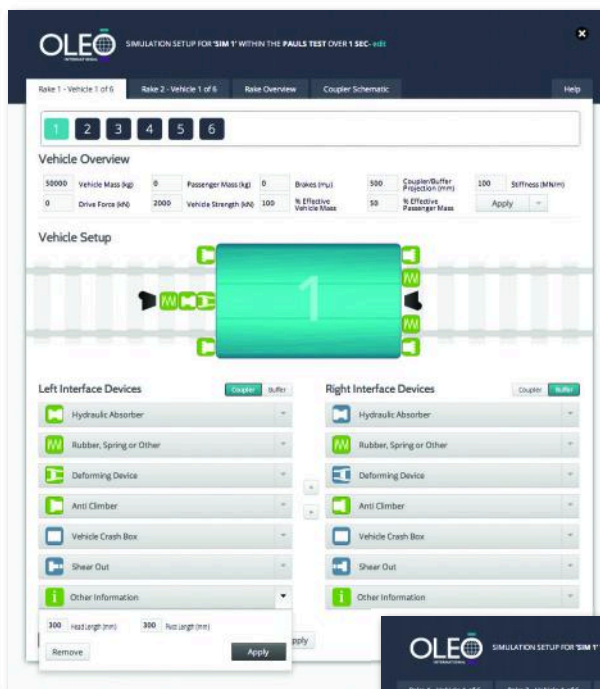 OLEO
INTERNATIONAL
SIMULATION SETUP FOR 'SIM 1' WITHIN THE PAULS TEST OVER 1 SEC- edit
Rake 1 - Vehicle 1 of 6 Rake 2 - Vehicle 1 of 6 Rake Overview Coupler Schematic Help
1 2 3 4 5 6
Vehicle Overview
50000 Vehicle Mass (kg) 0 Passenger Mass (kg) 0 Brakes (mµ) 500 Coupler/Buffer Projection (mm) 100 Stiffness (MN/m)
0 Drive Force (kN) 2000 Vehicle Strength (kN) 100 % Effective Vehicle Mass 50 % Effective Passenger Mass Apply
Vehicle Setup
1
Left Interface Devices Coupler Buffer Right Interface Devices Coupler Buffer
Hydraulic Absorber Hydraulic Absorber
Rubber, Spring or Other Rubber, Spring or Other
Deforming Device Deforming Device
Anti Climber Anti Climber
Vehicle Crash Box Vehicle Crash Box
Shear Out Shear Out
i Other Information i Other Information
300 Head Length (mm) 300 Pivot Length (mm)
Remove Apply pply
OLEO SIMULATION SETUP FOR 'SIM 1'
INTERNATIONAL